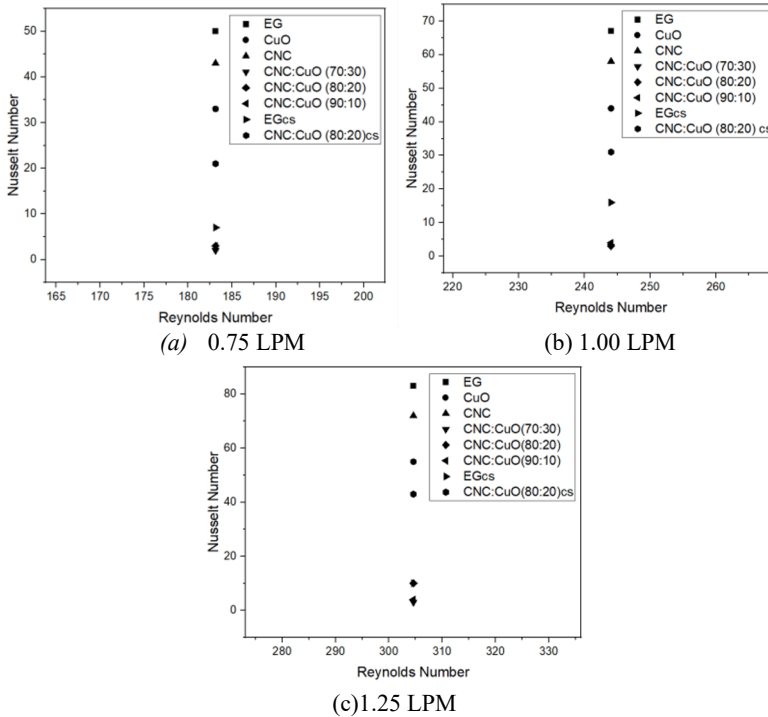 50
40
30
20
10
0
Nusselt Number
EG
CuO
CNC
CNC:CuO (70:30)
CNC:CuO (80:20)
CNC:CuO (90:10)
EGcs
CNC:CuO (80:20)cs
165 170 175 180 185 190 195 200
Reynolds Number
(a) 0.75 LPM
70
60
50
40
30
20
10
0
Nusselt Number
EG
CuO
CNC
CNC:CuO (70:30)
CNC:CuO (80:20)
CNC:CuO (90:10)
EGcs
CNC:CuO (80:20) cs
220 230 240 250 260
Reynolds Number
(b) 1.00 LPM
80
60
40
20
0
Nusselt Number
EG
CuO
CNC
CNC:CuO(70:30)
CNC:CuO(80:20)
CNC:CuO(90:10)
EGcs
CNC:CuO(80:20)cs
280 290 300 310 320 330
Reynolds Number
(c)1.25 LPM